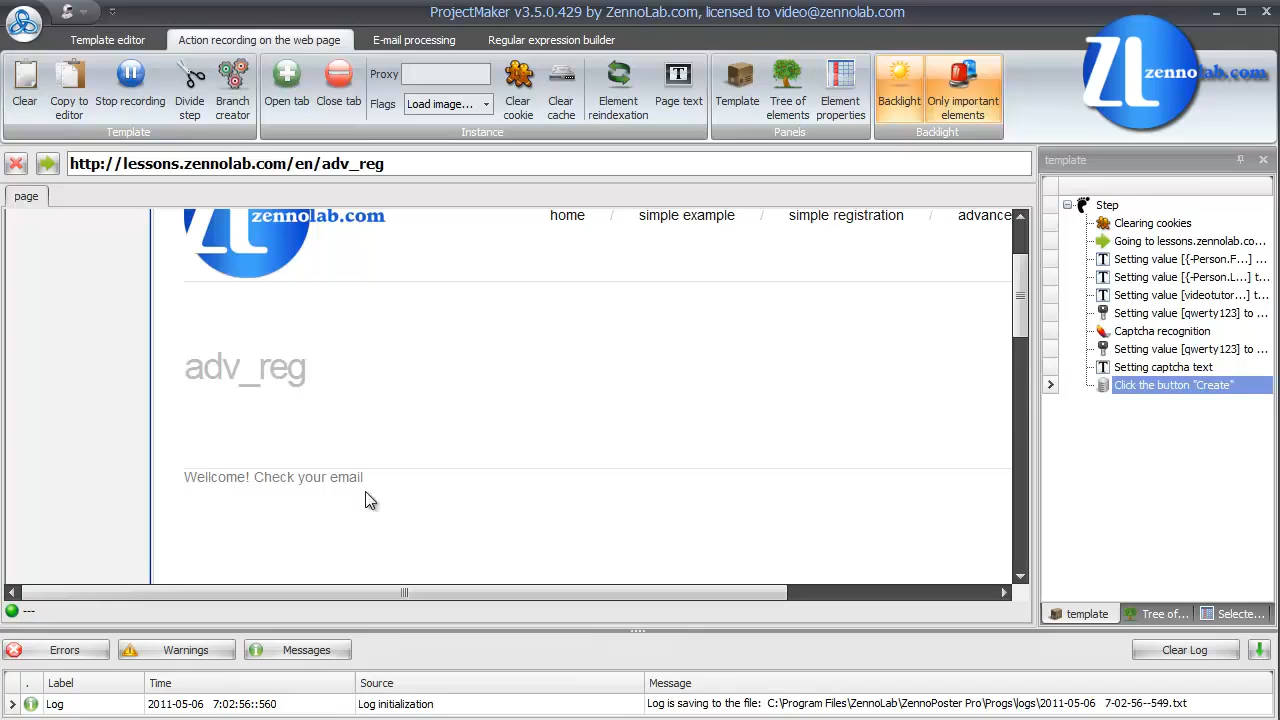 ProjectMaker v3.5.0.429 by ZennoLab.com, licensed to video@zennolab.com
Template editor
Action recording on the web page
E-mail processing
Regular expression builder
Clear
Copy to editor
Stop recording
Divide step
Branch creator
Template
Open tab
Close tab
Proxy
Flags
Load image...
Clear cookie
Clear cache
Element reindexation
Page text
Instance
Template
Tree of elements
Element properties
Panels
Backlight
Only important elements
Backlight
ZL zennolab.com
http://lessons.zennolab.com/en/adv_reg
page
zennolab.com
home / simple example / simple registration / advance
adv_reg
Wellcome! Check your email
---
template
Step
Clearing cookies
Going to lessons.zennolab.co...
Setting value [{-Person.F...] ...
Setting value [{-Person.L...] t...
Setting value [videotutor...] t...
Setting value [qwerty123] to ...
Captcha recognition
Setting value [qwerty123] to ...
Setting captcha text
Click the button "Create"
template
Tree of...
Selecte...
Errors
Warnings
Messages
Clear Log
. Label Time Source Message
Log 2011-05-06 7:02:56::560 Log initialization Log is saving to the file: C:\Program Files\ZennoLab\ZennoPoster Pro\Progs\logs\2011-05-06 7-02-56--549.txt